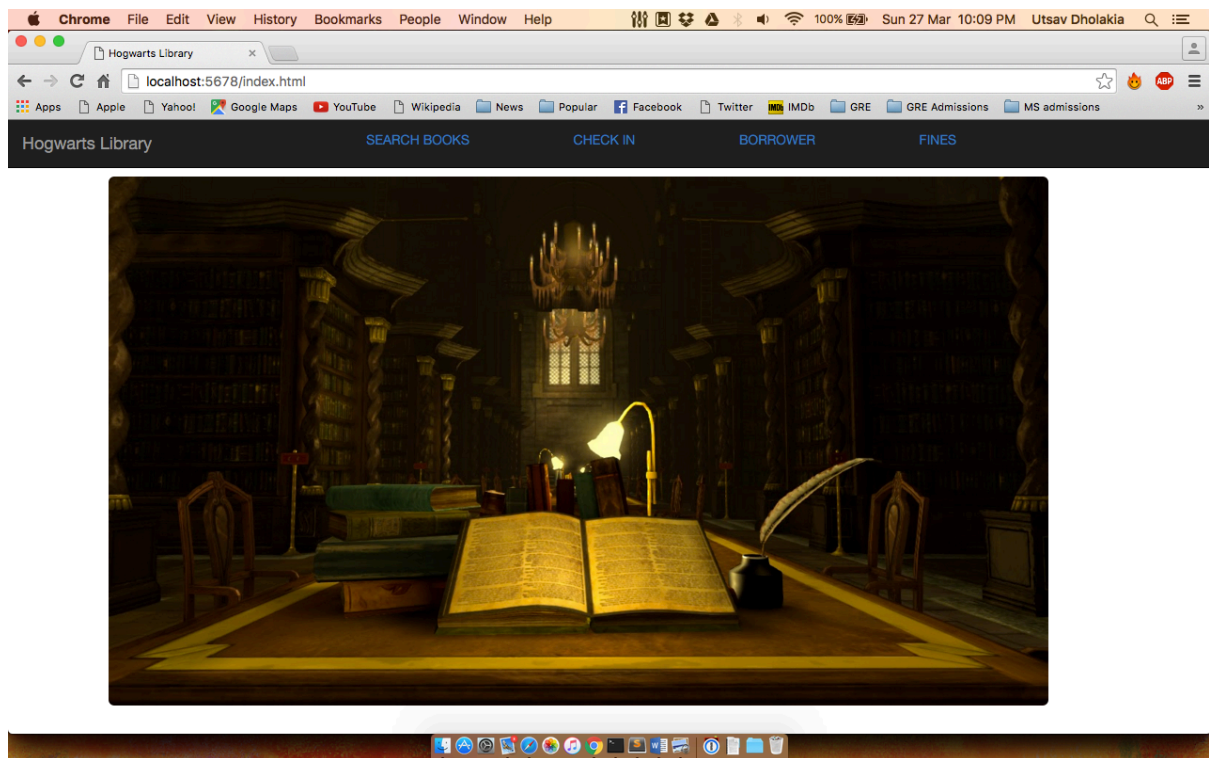 Chrome File Edit View History Bookmarks People Window Help 100% Sun 27 Mar 10:09 PM Utsav Dholakia
Hogwarts Library
localhost:5678/index.html
ABP
Apps Apple Yahoo! Google Maps YouTube Wikipedia News Popular Facebook Twitter IMDb IMDb GRE GRE Admissions MS admissions »
Hogwarts Library SEARCH BOOKS CHECK IN BORROWER FINES